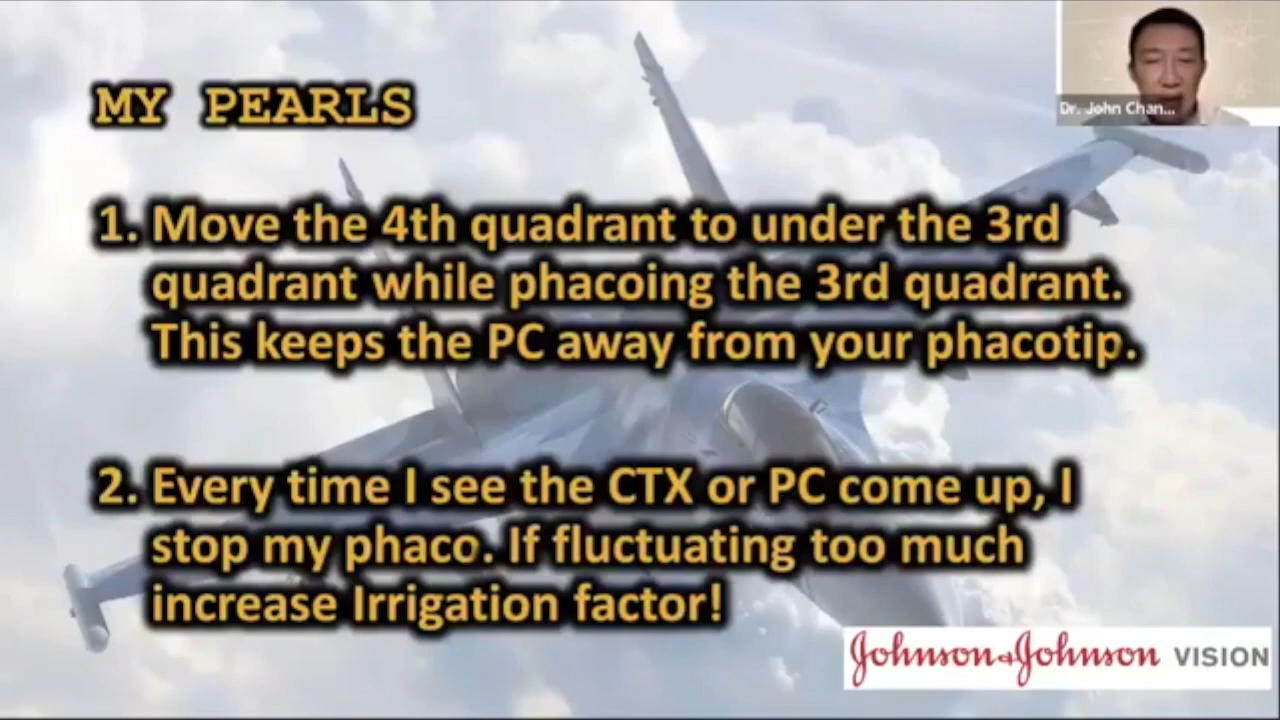 Dr. John Chan...
MY PEARLS
1. Move the 4th quadrant to under the 3rd
quadrant while phacoing the 3rd quadrant.
This keeps the PC away from your phacotip.
2. Every time I see the CTX or PC come up, I
stop my phaco. If fluctuating too much
increase Irrigation factor!
Johnson & Johnson VISION